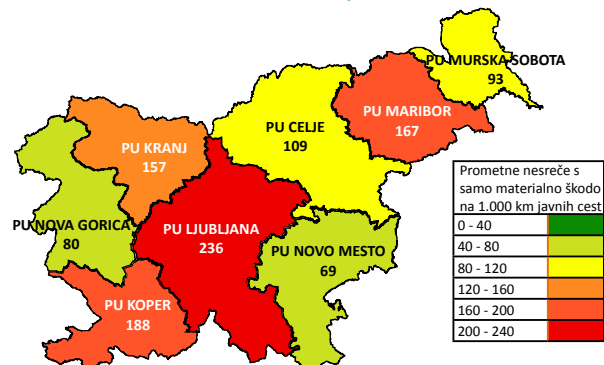 PU MURSKA SOBOTA
93
PU MARIBOR
167
PU CELJE
109
PU KRANJ
157
PU NOVA GORICA
80
PU LJUBLJANA
236
PU NOVO MESTO
69
PU KOPER
188
Prometne nesreče s
samo materialno škodo
na 1.000 km javnih cest
0 - 40
40 - 80
80 - 120
120 - 160
160 - 200
200 - 240